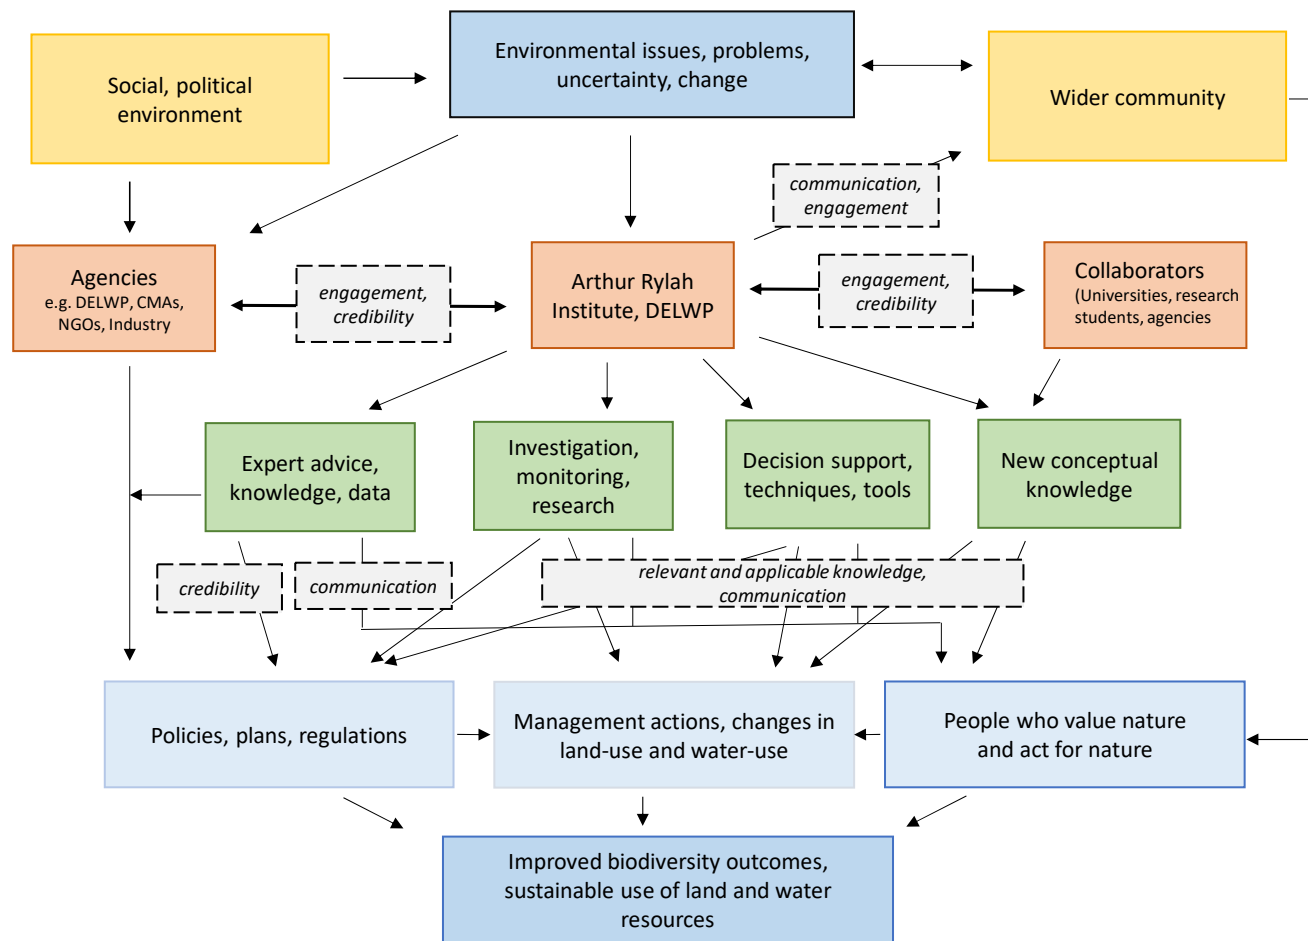 Environmental issues, problems,
uncertainty, change
Social, political
environment
Wider community
communication,
engagement
Agencies
e.g. DELWP, CMAs,
NGOs, Industry
engagement,
credibility
Arthur Rylah
Institute, DELWP
engagement,
credibility
Collaborators
(Universities, research
students, agencies
Expert advice,
knowledge, data
Investigation,
monitoring,
research
Decision support,
techniques, tools
New conceptual
knowledge
credibility
communication
relevant and applicable knowledge,
communication
Policies, plans, regulations
Management actions, changes in
land-use and water-use
People who value nature
and act for nature
Improved biodiversity outcomes,
sustainable use of land and water
resources